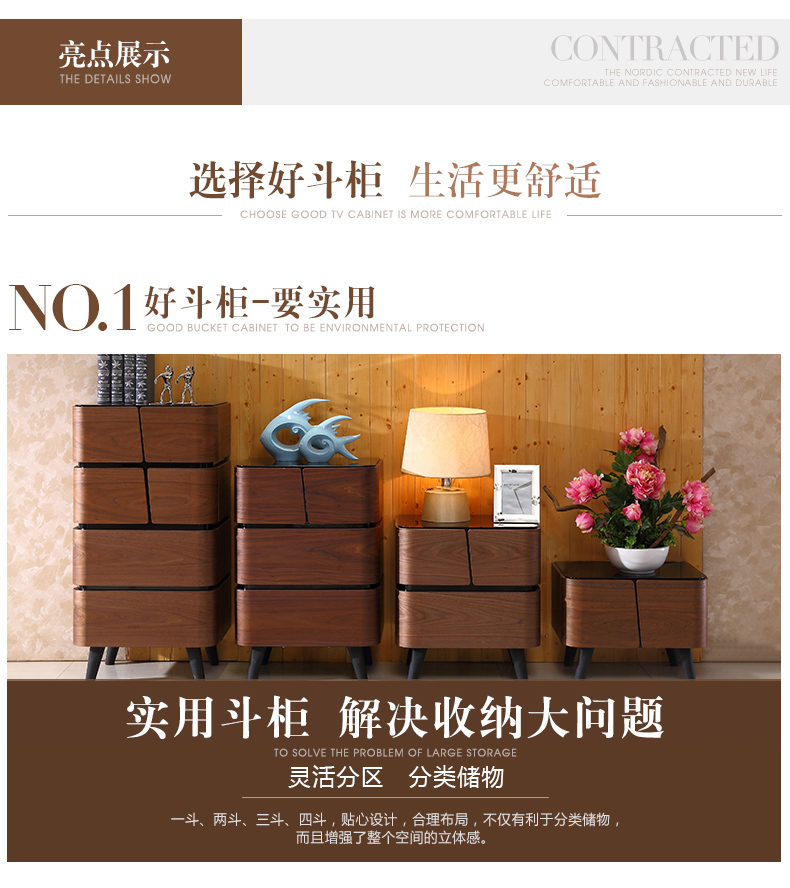 亮点展示
THE DETAILS SHOW
CONTRACTED
THE NORDIC CONTRACTED NEW LIFE
COMFORTABLE AND FASHIONABLE AND DURABLE
选择好斗柜 生活更舒适
CHOOSE GOOD TV CABINET IS MORE COMFORTABLE LIFE
NO.1 好斗柜-要实用
GOOD BUCKET CABINET TO BE ENVIRONMENTAL PROTECTION
实用斗柜 解决收纳大问题
TO SOLVE THE PROBLEM OF LARGE STORAGE
灵活分区 分类储物
一斗、两斗、三斗、四斗，贴心设计，合理布局，不仅有利于分类储物，
而且增强了整个空间的立体感。